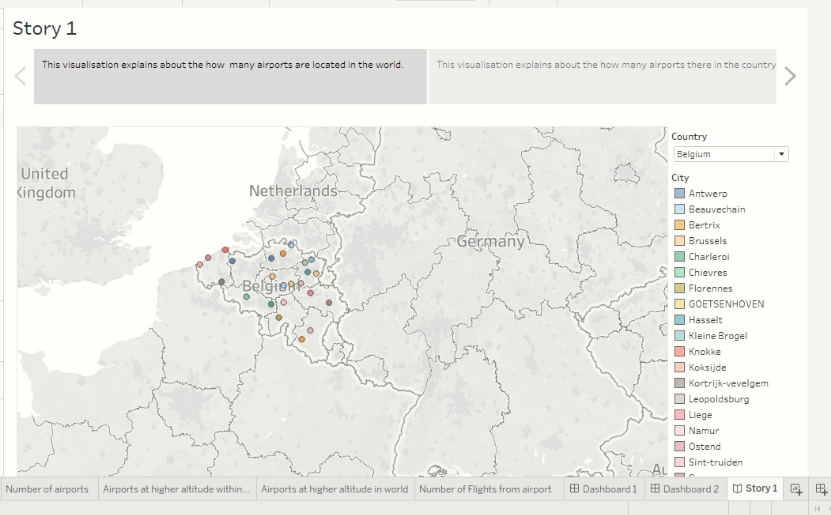 Story 1
This visualisation explains about the how many airports are located in the world.
This visualisation explains about the how many airports there in the country
United
Kingdom
Netherlands
Germany
Belgium
Country
Belgium
City
Antwerp
Beauvechain
Bertrix
Brussels
Charleroi
Chievres
Florennes
GOETSENHOVEN
Hasselt
Kleine Brogel
Knokke
Koksijde
Kortrijk-vevelgem
Leopoldsburg
Liege
Namur
Ostend
Sint-truiden
Number of airports
Airports at higher altitude within...
Airports at higher altitude in world
Number of Flights from airport
Dashboard 1
Dashboard 2
Story 1